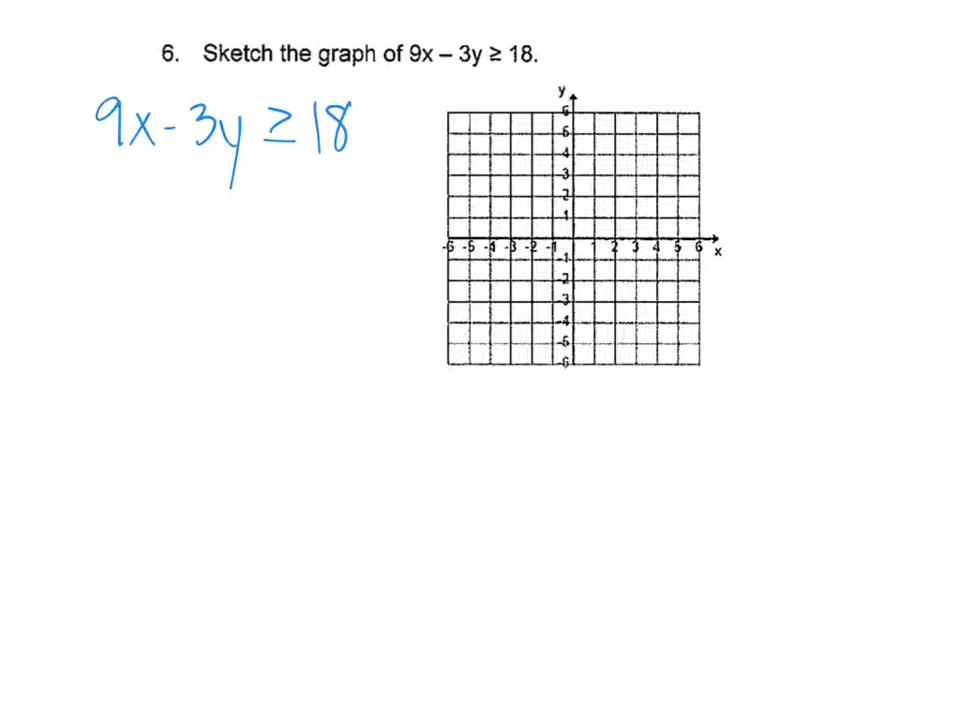 6. Sketch the graph of 9x – 3y ≥ 18.
9x - 3y ≥ 18
y
6
5
4
3
2
1
-6 -5 -4 -3 -2 -1 1 2 3 4 5 6
x
-1
-2
-3
-4
-5
-6